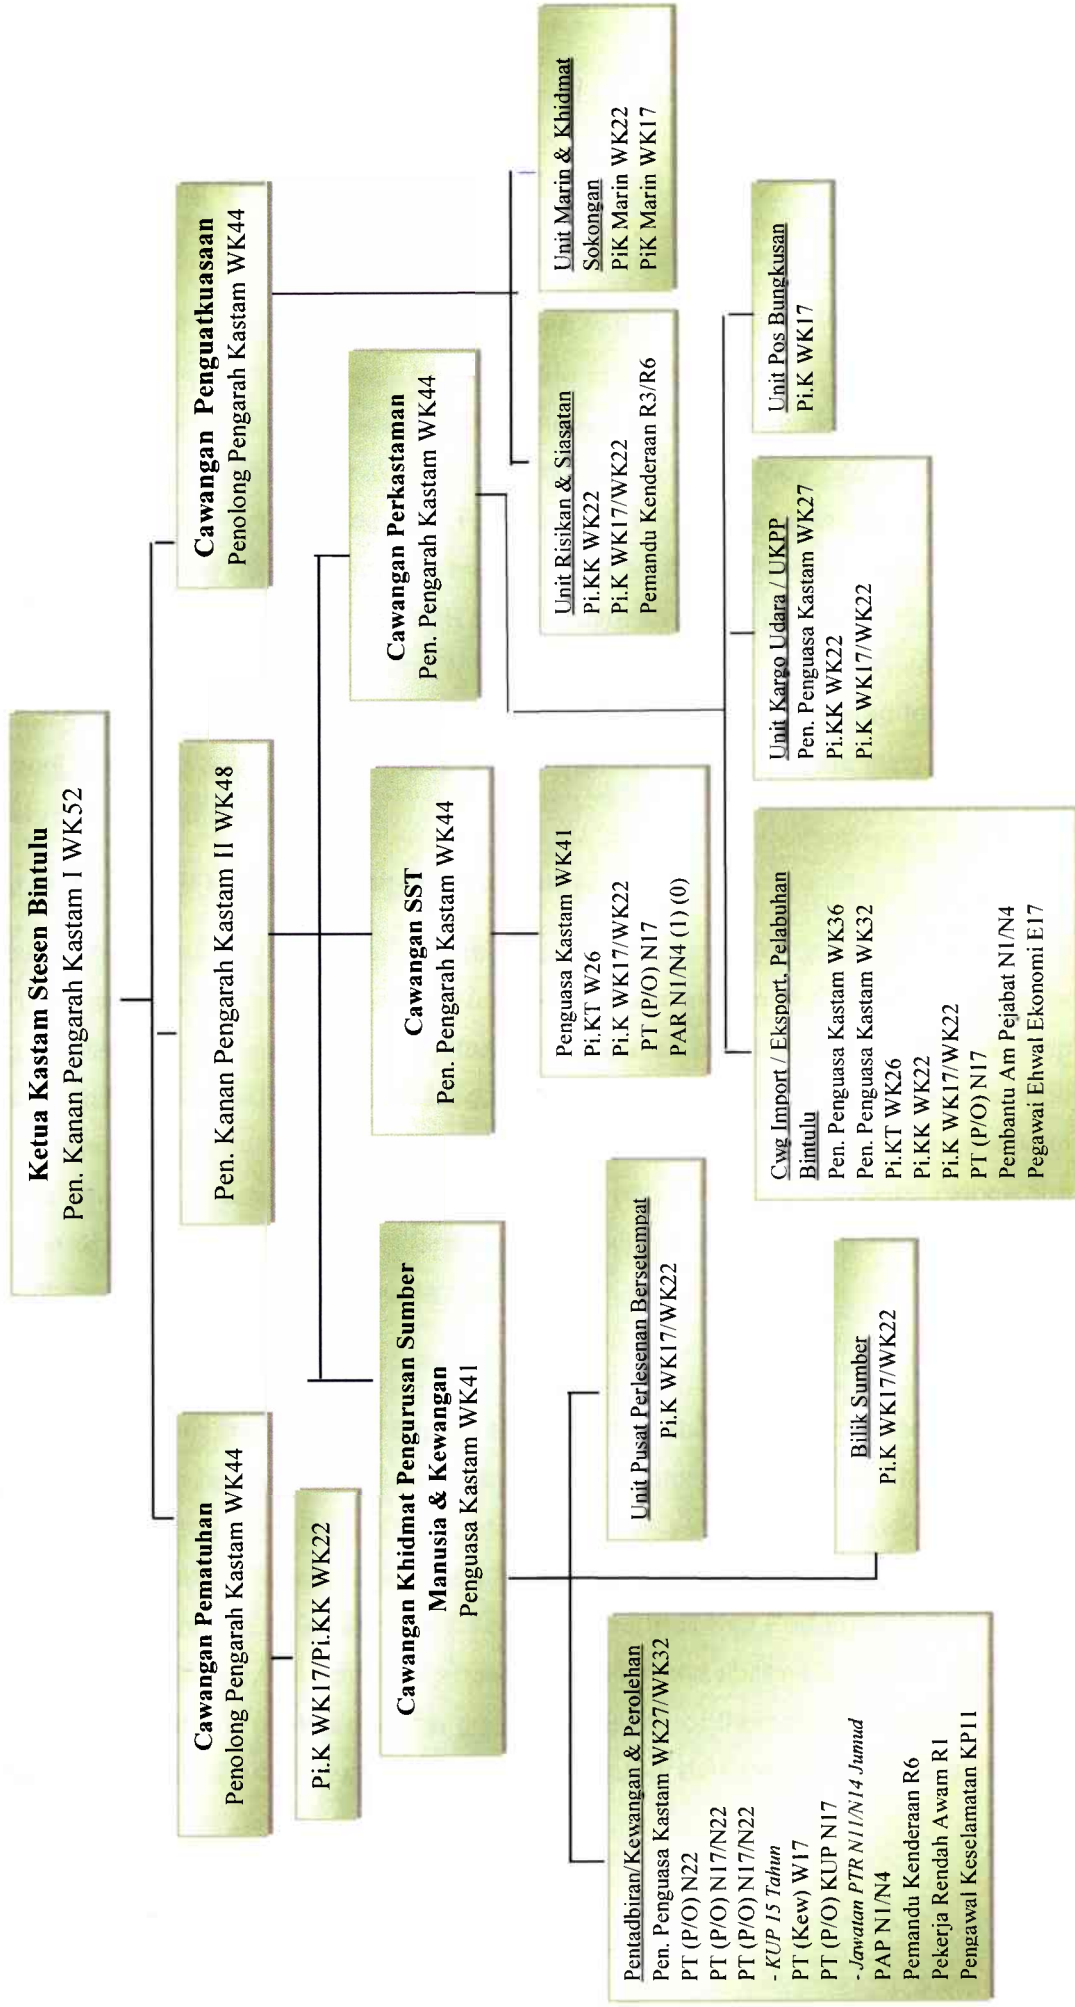 Ketua Kastam Stesen Bintulu
Pen. Kanan Pengarah Kastam I WK52
Cawangan Pematuhan
Penolong Pengarah Kastam WK44
Pi.K WK17/Pi.KK WK22
Pen. Kanan Pengarah Kastam II WK48
Cawangan Penguatkuasaan
Penolong Pengarah Kastam WK44
Cawangan Khidmat Pengurusan Sumber
Manusia & Kewangan
Penguasa Kastam WK41
Cawangan SST
Pen. Pengarah Kastam WK44
Cawangan Perkastaman
Pen. Pengarah Kastam WK44
Penguasa Kastam WK41
Pi.KT W26
Pi.K WK17/WK22
PT (P/O) N17
PAR N1/N4 (1) (0)
Unit Risikan & Siasatan
Pi.KK WK22
Pi.K WK17/WK22
Pemandu Kenderaan R3/R6
Unit Marin & Khidmat
Sokongan
PiK Marin WK22
PiK Marin WK17
Pentadbiran/Kewangan & Perolehan
Pen. Penguasa Kastam WK27/WK32
PT (P/O) N22
PT (P/O) N17/N22
PT (P/O) N17/N22
- KUP 15 Tahun
PT (Kew) W17
PT (P/O) KUP N17
- Jawatan PTR N11/N14 Jumud
PAP N1/N4
Pemandu Kenderaan R6
Pekerja Rendah Awam R1
Pengawal Keselamatan KP11
Unit Pusat Perlesenan Bersetempat
Pi.K WK17/WK22
Bilik Sumber
Pi.K WK17/WK22
Cwg Import / Eksport, Pelabuhan
Bintulu
Pen. Penguasa Kastam WK36
Pen. Penguasa Kastam WK32
Pi.KT WK26
Pi.KK WK22
Pi.K WK17/WK22
PT (P/O) N17
Pembantu Am Pejabat N1/N4
Pegawai Ehwal Ekonomi E17
Unit Kargo Udara / UKPP
Pen. Penguasa Kastam WK27
Pi.KK WK22
Pi.K WK17/WK22
Unit Pos Bungkusan
Pi.K WK17